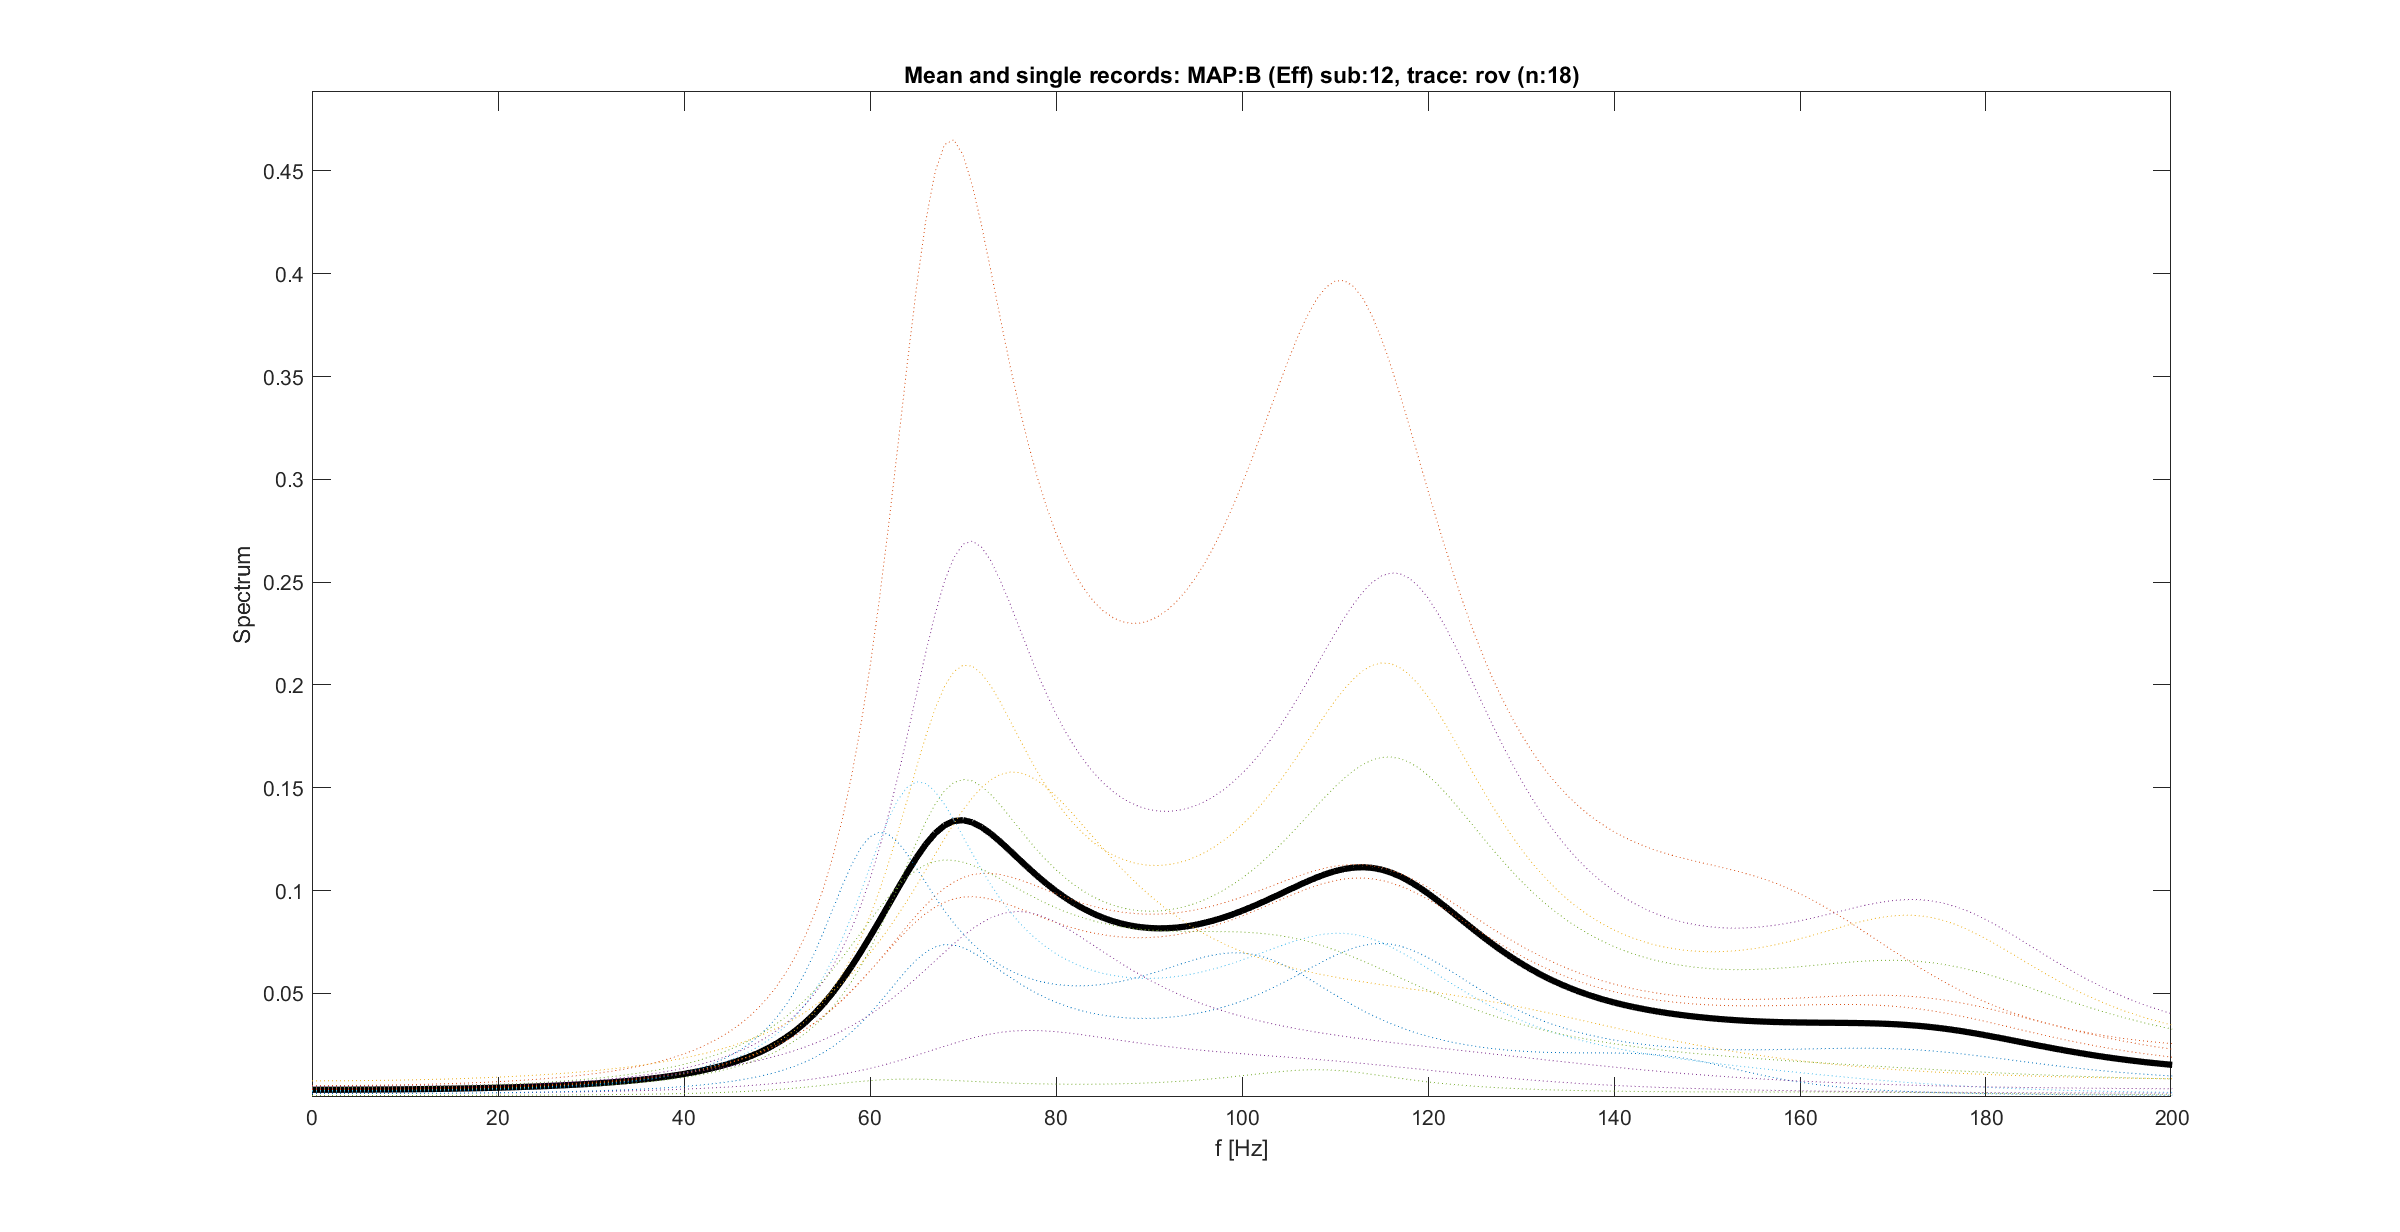 Mean and single records: MAP:B (Eff) sub:12, trace: rov (n:18)
0.45
0.4
0.35
0.3
0.25
0.2
0.15
0.1
0.05
Spectrum
0 20 40 60 80 100 120 140 160 180 200
f [Hz]